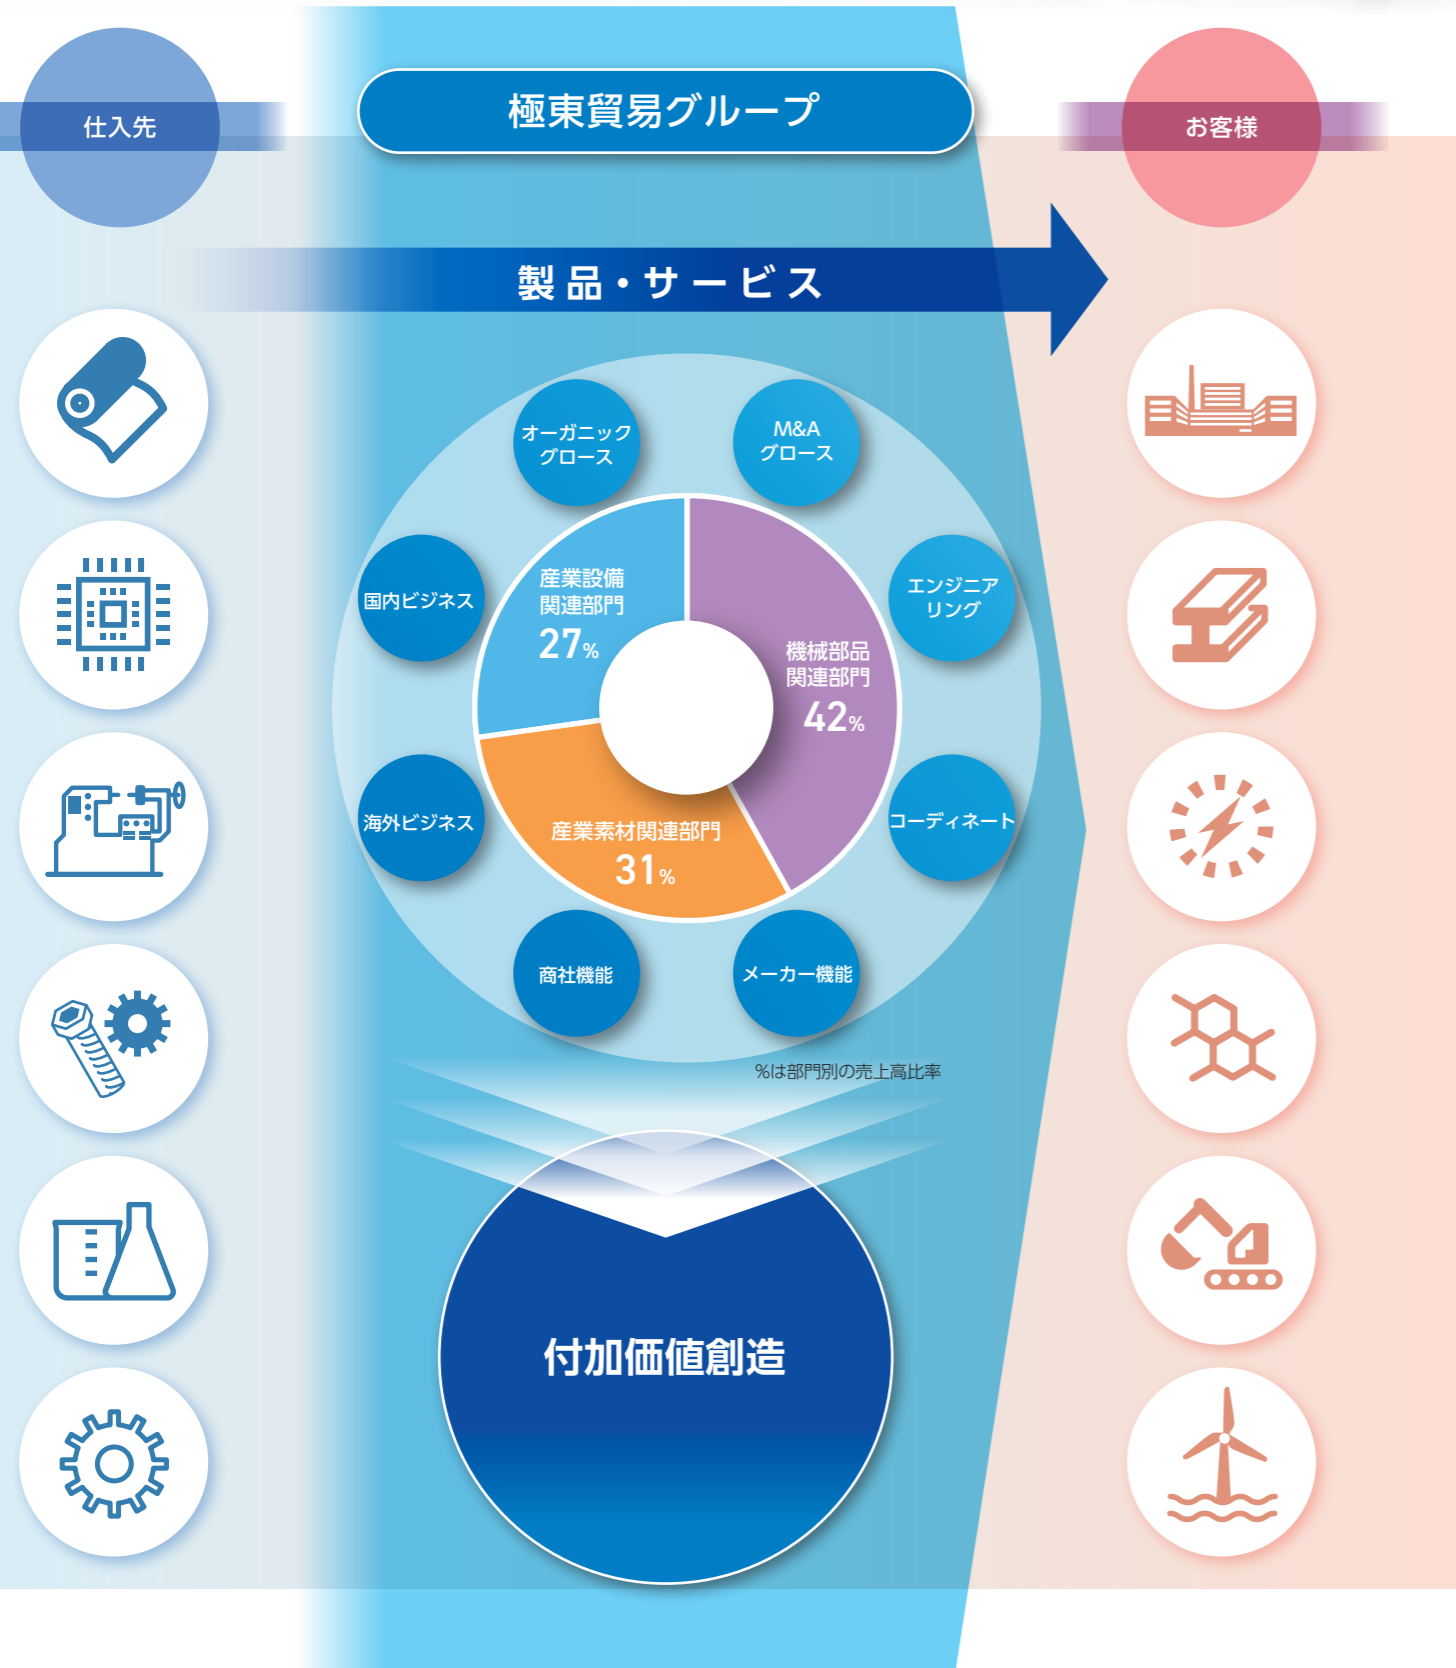 仕入先
極東貿易グループ
お客様
製品・サービス
オーガニック
グロース
M&A
グロース
国内ビジネス
エンジニア
リング
産業設備
関連部門
27%
機械部品
関連部門
42%
海外ビジネス
コーディネート
産業素材関連部門
31%
商社機能
メーカー機能
%は部門別の売上高比率
付加価値創造